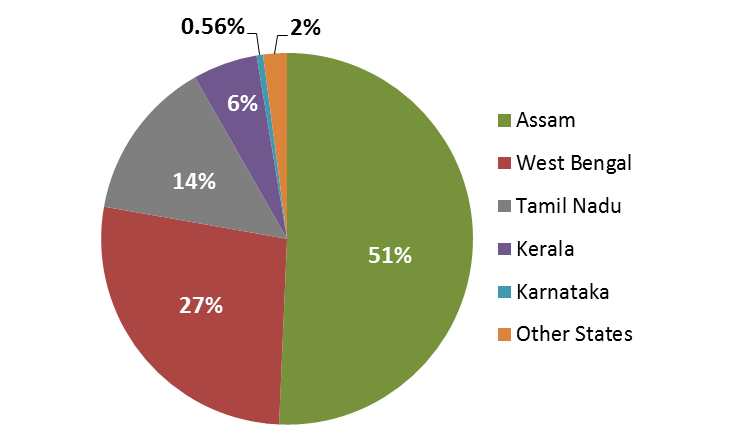 0.56%
2%
6%
14%
27%
51%
Assam
West Bengal
Tamil Nadu
Kerala
Karnataka
Other States